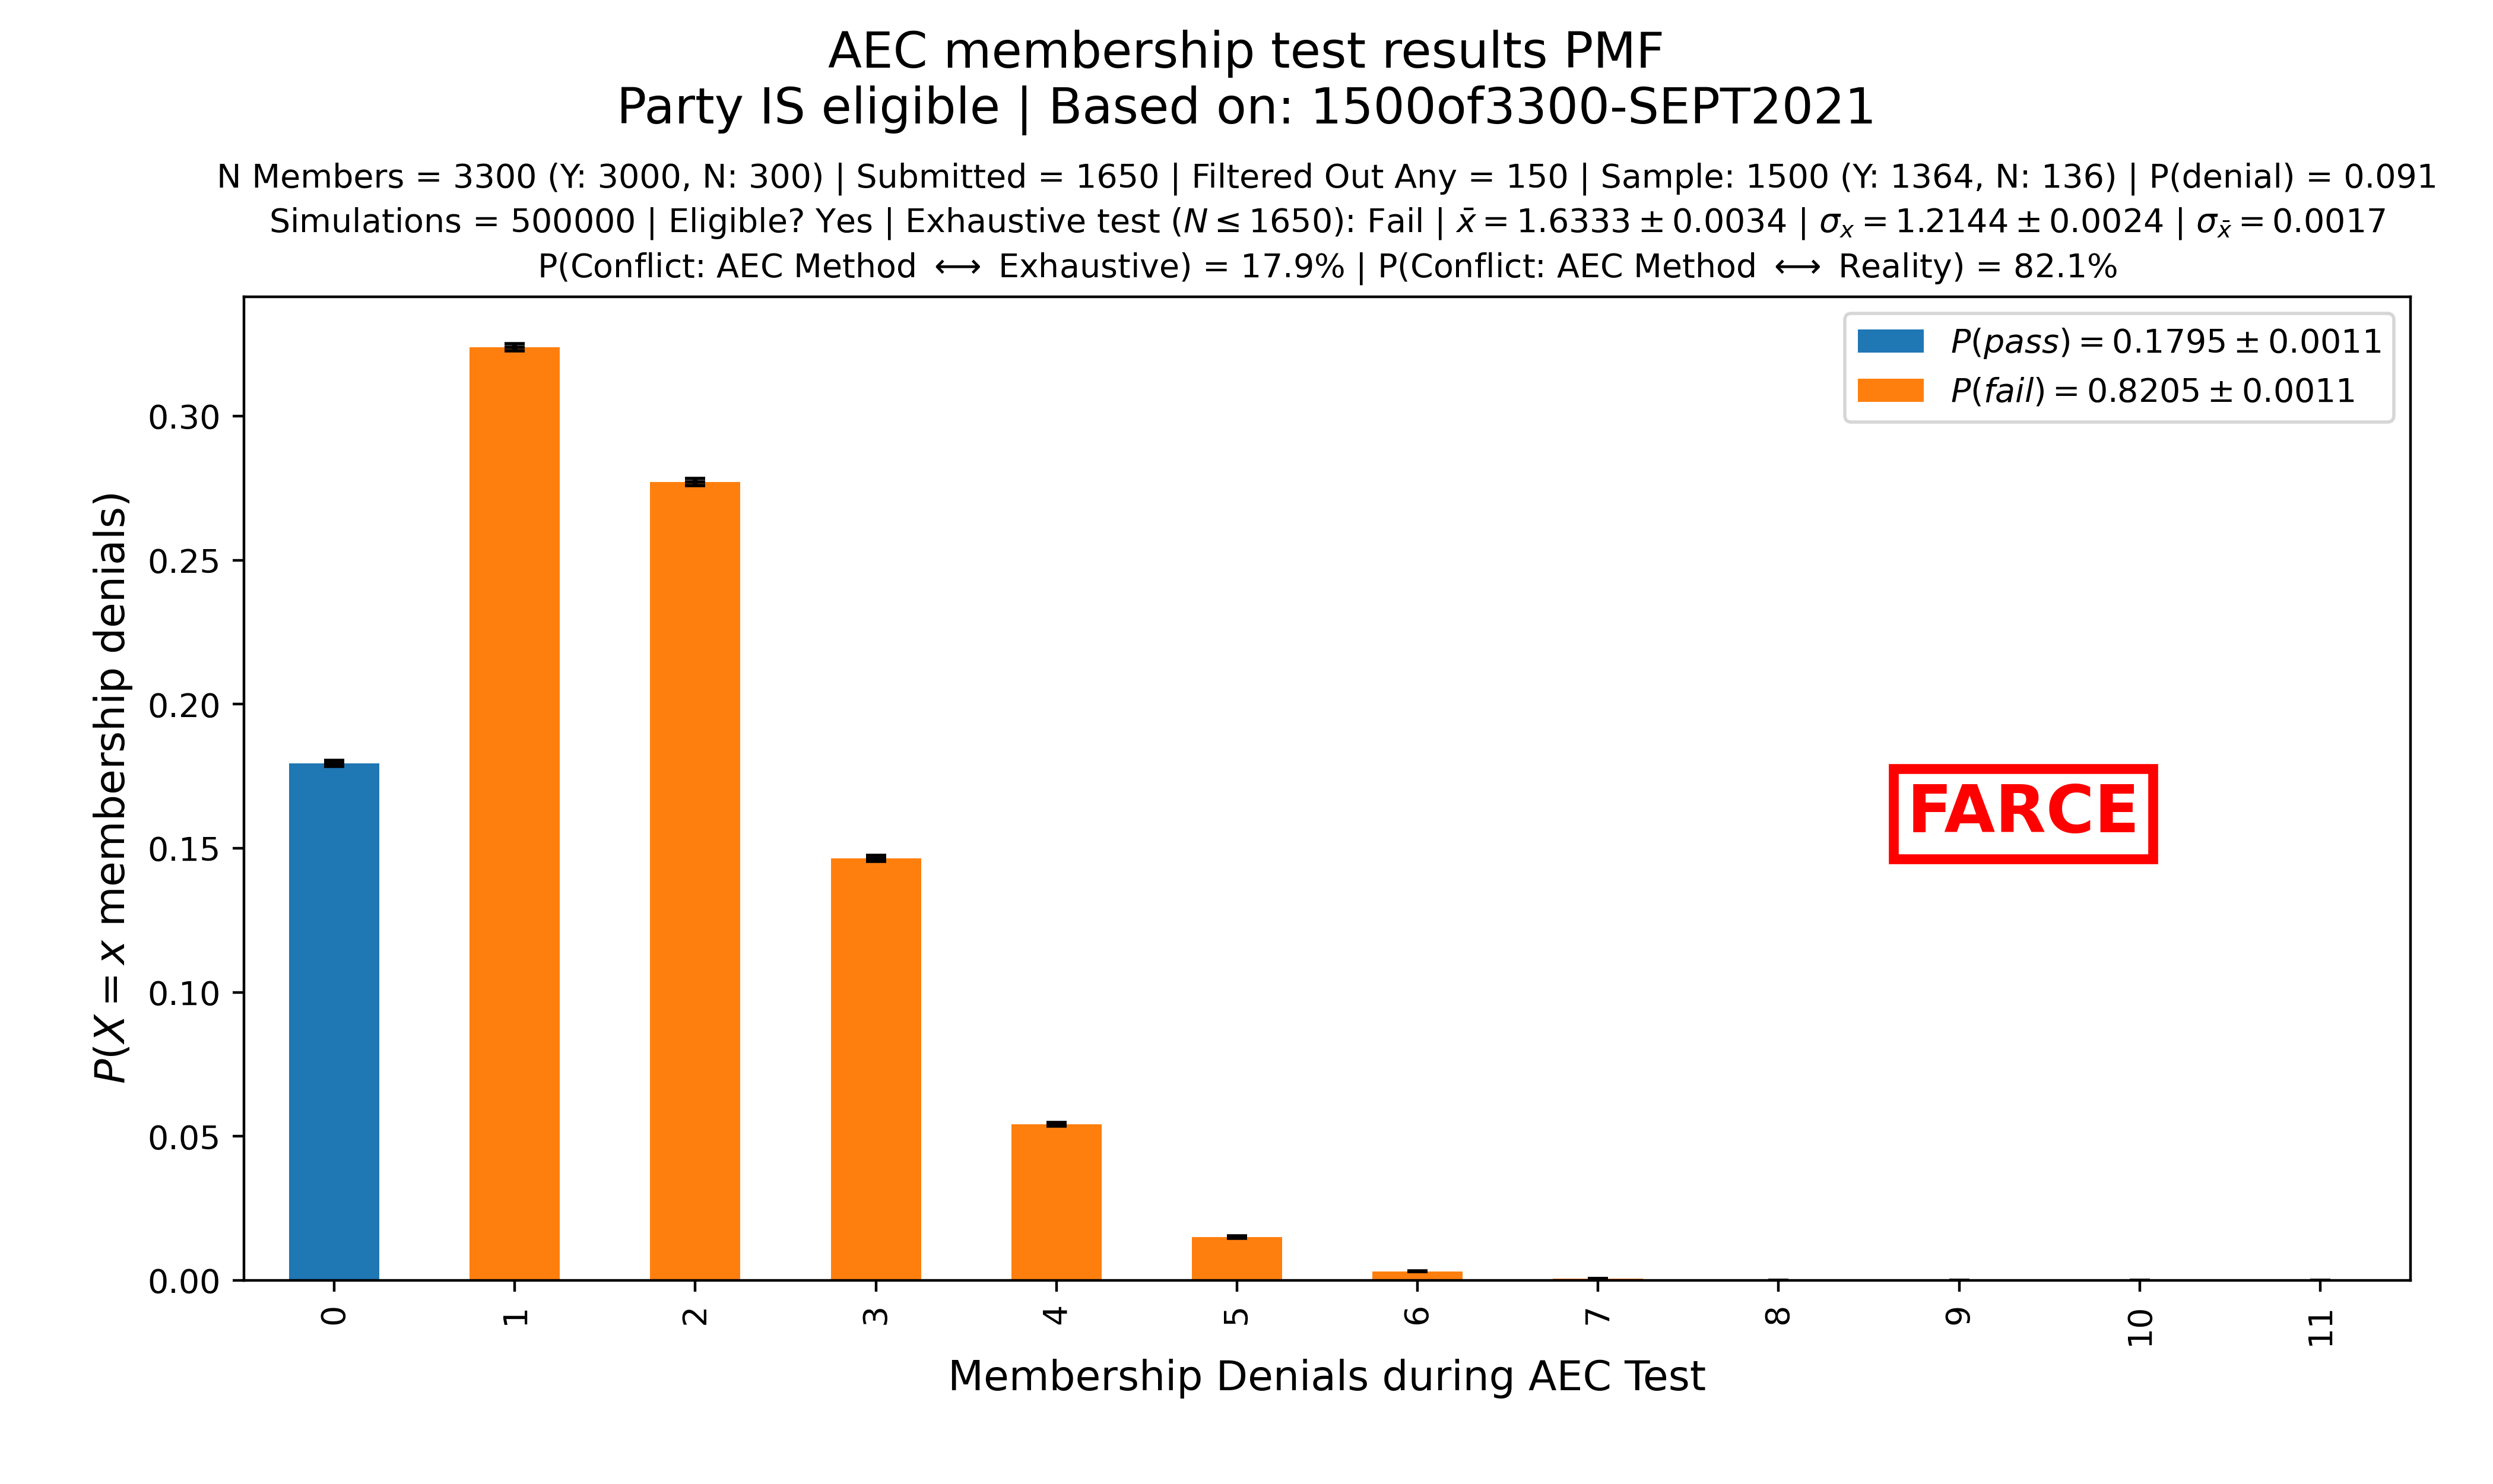 AEC membership test results PMF
Party IS eligible | Based on: 1500of3300-SEPT2021
N Members = 3300 (Y: 3000, N: 300) | Submitted = 1650 | Filtered Out Any = 150 | Sample: 1500 (Y: 1364, N: 136) | P(denial) = 0.091
Simulations = 500000 | Eligible? Yes | Exhaustive test (N ≤ 1650): Fail | x̄ = 1.6333 ± 0.0034 | σₓ = 1.2144 ± 0.0024 | σ_x̄ = 0.0017
P(Conflict: AEC Method ⟷ Exhaustive) = 17.9% | P(Conflict: AEC Method ⟷ Reality) = 82.1%
P(pass) = 0.1795 ± 0.0011
P(fail) = 0.8205 ± 0.0011
P(X = x membership denials)
0.30
0.25
0.20
0.15
0.10
0.05
0.00
FARCE
0 1 2 3 4 5 6 7 8 9 10 11
Membership Denials during AEC Test